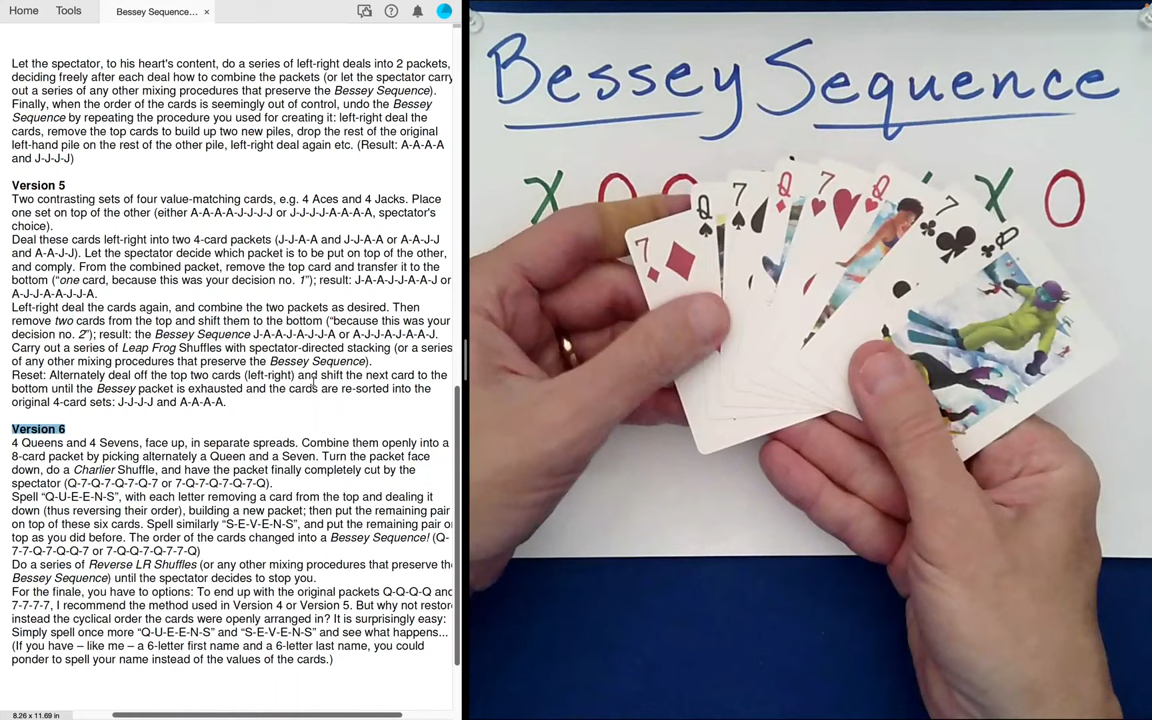 Home
Tools
Bessey Sequence...
×
?
Let the spectator, to his heart's content, do a series of left-right deals into 2 packets,
deciding freely after each deal how to combine the packets (or let the spectator carry
out a series of any other mixing procedures that preserve the Bessey Sequence).
Finally, when the order of the cards is seemingly out of control, undo the Bessey
Sequence by repeating the procedure you used for creating it: left-right deal the
cards, remove the top cards to build up two new piles, drop the rest of the original
left-hand pile on the rest of the other pile, left-right deal again etc. (Result: A-A-A-A
and J-J-J-J)
Version 5
Two contrasting sets of four value-matching cards, e.g. 4 Aces and 4 Jacks. Place
one set on top of the other (either A-A-A-A-J-J-J-J or J-J-J-J-A-A-A-A, spectator's
choice).
Deal these cards left-right into two 4-card packets (J-J-A-A and J-J-A-A or A-A-J-J
and A-A-J-J). Let the spectator decide which packet is to be put on top of the other,
and comply. From the combined packet, remove the top card and transfer it to the
bottom ("one card, because this was your decision no. 1"); result: J-A-A-J-J-A-A-J or
A-J-J-A-A-J-J-A.
Left-right deal the cards again, and combine the two packets as desired. Then
remove two cards from the top and shift them to the bottom ("because this was your
decision no. 2"); result: the Bessey Sequence J-A-A-J-A-J-J-A or A-J-J-A-J-A-A-J.
Carry out a series of Leap Frog Shuffles with spectator-directed stacking (or a series
of any other mixing procedures that preserve the Bessey Sequence).
Reset: Alternately deal off the top two cards (left-right) and shift the next card to the
bottom until the Bessey packet is exhausted and the cards are re-sorted into the
original 4-card sets: J-J-J-J and A-A-A-A.
Version 6
4 Queens and 4 Sevens, face up, in separate spreads. Combine them openly into a
8-card packet by picking alternately a Queen and a Seven. Turn the packet face
down, do a Charlier Shuffle, and have the packet finally completely cut by the
spectator (Q-7-Q-7-Q-7-Q-7 or 7-Q-7-Q-7-Q-7-Q).
Spell "Q-U-E-E-N-S", with each letter removing a card from the top and dealing it
down (thus reversing their order), building a new packet; then put the remaining pair
on top of these six cards. Spell similarly "S-E-V-E-N-S", and put the remaining pair
top as you did before. The order of the cards changed into a Bessey Sequence! (Q-
7-7-Q-7-Q-Q-7 or 7-Q-Q-7-Q-7-7-Q)
Do a series of Reverse LR Shuffles (or any other mixing procedures that preserve the
Bessey Sequence) until the spectator decides to stop you.
For the finale, you have to options: To end up with the original packets Q-Q-Q-Q and
7-7-7-7, I recommend the method used in Version 4 or Version 5. But why not restor
instead the cyclical order the cards were openly arranged in? It is surprisingly easy:
Simply spell once more "Q-U-E-E-N-S" and "S-E-V-E-N-S" and see what happens...
(If you have – like me – a 6-letter first name and a 6-letter last name, you could
ponder to spell your name instead of the values of the cards.)
8.26 x 11.69 in
Bessey Sequence
X O O X O
7 Q 7 Q 7 Q 7 Q